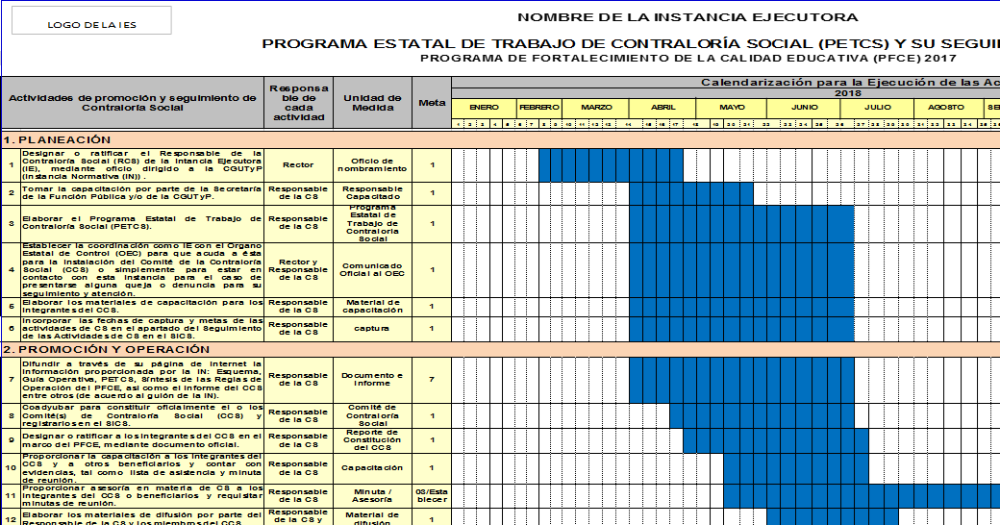 LOGO DE LA IES
NOMBRE DE LA INSTANCIA EJECUTORA
PROGRAMA ESTATAL DE TRABAJO DE CONTRALORÍA SOCIAL (PETCS) Y SU SEGUI
PROGRAMA DE FORTALECIMIENTO DE LA CALIDAD EDUCATIVA (PFCE) 2017
Actividades de promoción y seguimiento de
Contraloría Social
Responsa
ble de
cada
actividad
Unidad de
Medida
Meta
Calendarización para la Ejecución de las Ac
2018
ENERO FEBRERO MARZO ABRIL MAYO JUNIO JULIO AGOSTO SE
1. PLANEACIÓN
1
Designar o ratificar el Responsable de la
Contraloría Social (RCS) de la Intancia Ejecutora
(IE), mediante oficio dirigido a la CGUTyP
(Instancia Normativa (IN)) .
Rector
Oficio de
nombramiento
1
2
Tomar la capacitación por parte de la Secretaría
de la Función Pública y/o de la CGUTyP.
Responsable
de la CS
Responsable
Capacitado
1
3
Elaborar el Programa Estatal de Trabajo de
Contraloría Social (PETCS).
Responsable
de la CS
Programa
Estatal de
Trabajo de
Contraloría
Social
1
4
Establecer la coordinación como IE con el Organo
Estatal de Control (OEC) para que acuda a ésta
para la Instalación del Comité de la Contraloría
Social (CCS) o simplemente para estar en
contacto con esta instancia para el caso de
presentarse alguna queja o denuncia para su
seguimiento y atención.
Rector y
Responsable
de la CS
Comunicado
Oficial al OEC
1
5
Elaborar los materiales de capacitación para los
integrantes del CCS.
Responsable
de la CS
Material de
capacitación
1
6
Incorporar las fechas de captura y metas de las
actividades de CS en el apartado del Seguimiento
de las Actividades de CS en el SICS.
Responsable
de la CS
captura
1
2. PROMOCIÓN Y OPERACIÓN
7
Difundir a través de su página de Internet la
información proporcionada por la IN: Esquema,
Guía Operativa, PETCS, Síntesis de las Reglas de
Operación del PFCE, así como el informe del CCS
entre otros (de acuerdo al guión de la IN).
Responsable
de la CS
Documento e
Informe
7
8
Coadyubar para constituir oficialmente el o los
Comité(s) de Contraloría Social (CCS) y
registrarlos en el SICS.
Responsable
de la CS
Comité de
Contraloría
Social
1
9
Designar o ratificar a los integrantes del CCS en el
marco del PFCE, mediante documento oficial.
Responsable
de la CS
Reporte de
Constitución
del CCS
1
10
Proporcionar la capacitación a los integrantes del
CCS y a otros beneficiarios y contar con
evidencias, tal como lista de asistencia y minuta
de reunión.
Responsable
de la CS
Capacitación
1
11
Proporcionar asesoría en materia de CS a los
integrantes del CCS o beneficiarios y requisitar
minutas de reunión.
Responsable
de la CS
Minuta /
Asesoría
03/Esta
blecer
12
Elaborar los materiales de difusión por parte del
Responsable de la CS y los miembros del CCS
Responsable
de la CS y
Material de
difusión
1